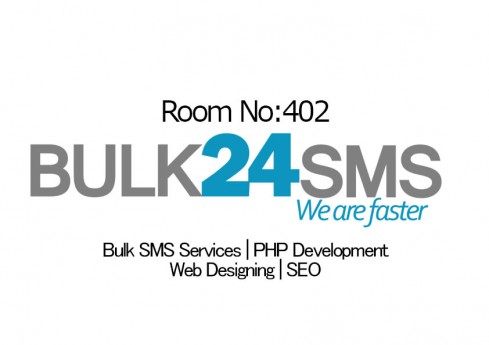 Room No:402
BULK24SMS
We are faster
Bulk SMS Services | PHP Development
Web Designing | SEO